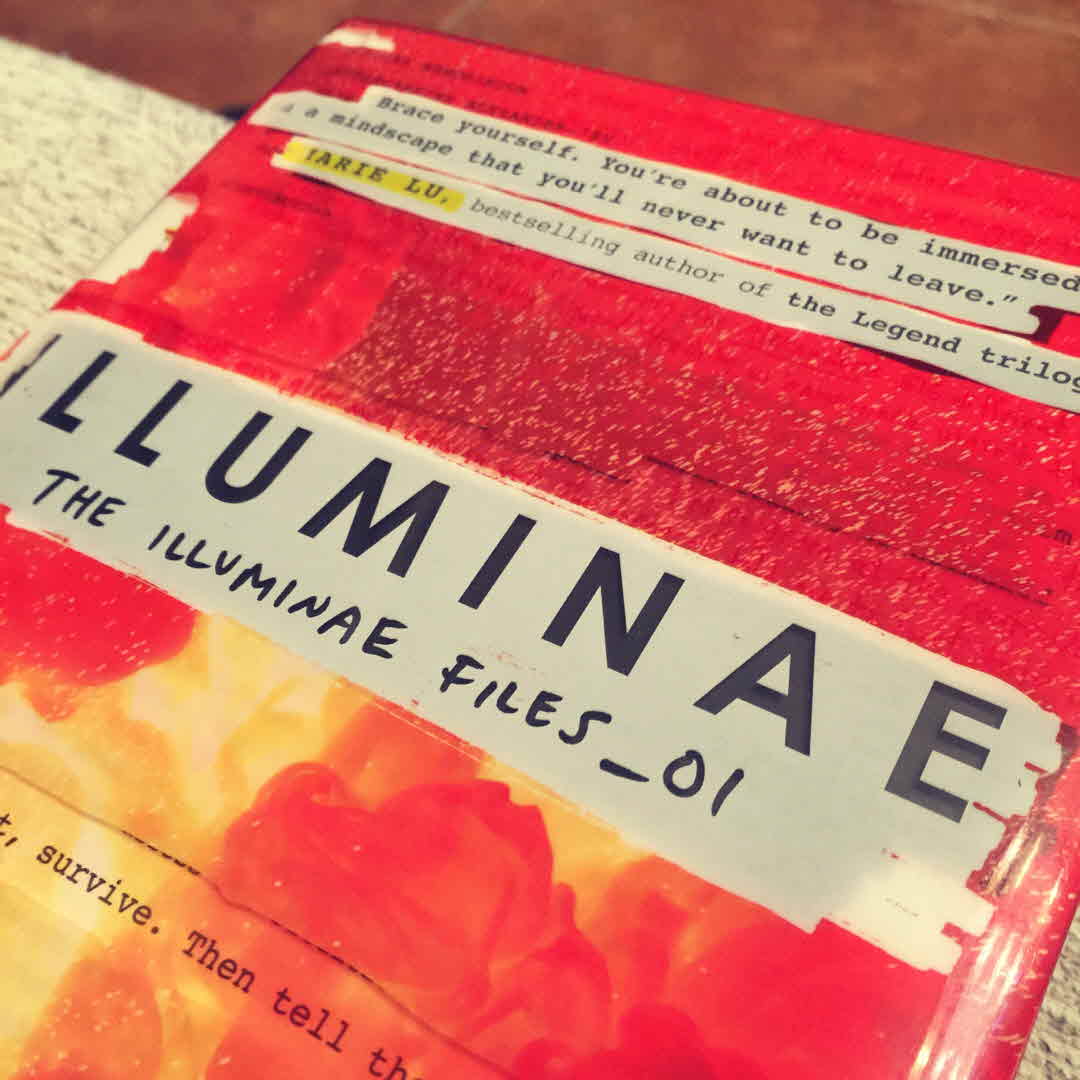 Brace yourself. You're about to be immersed
a mindscape that you'll never want to leave."
ARIE LU, bestselling author of the Legend trilog
LLUMINAE
THE ILLUMINAE FILES_01
survive. Then tell the